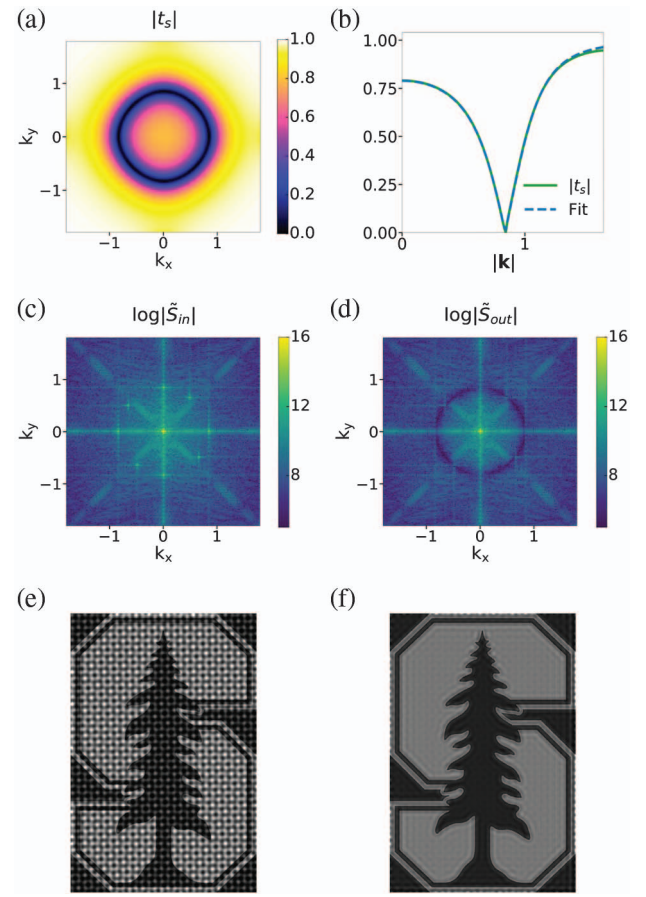 (a)
|t_s|
1.0
0.8
0.6
0.4
0.2
0.0
1
0
−1
k_y
−1
0
1
k_x
(b)
1.00
0.75
0.50
0.25
0.00
|t_s|
Fit
0
1
|k|
(c)
log|S̃_in|
16
12
8
1
0
−1
k_y
−1
0
1
k_x
(d)
log|S̃_out|
16
12
8
1
0
−1
k_y
−1
0
1
k_x
(e)
(f)